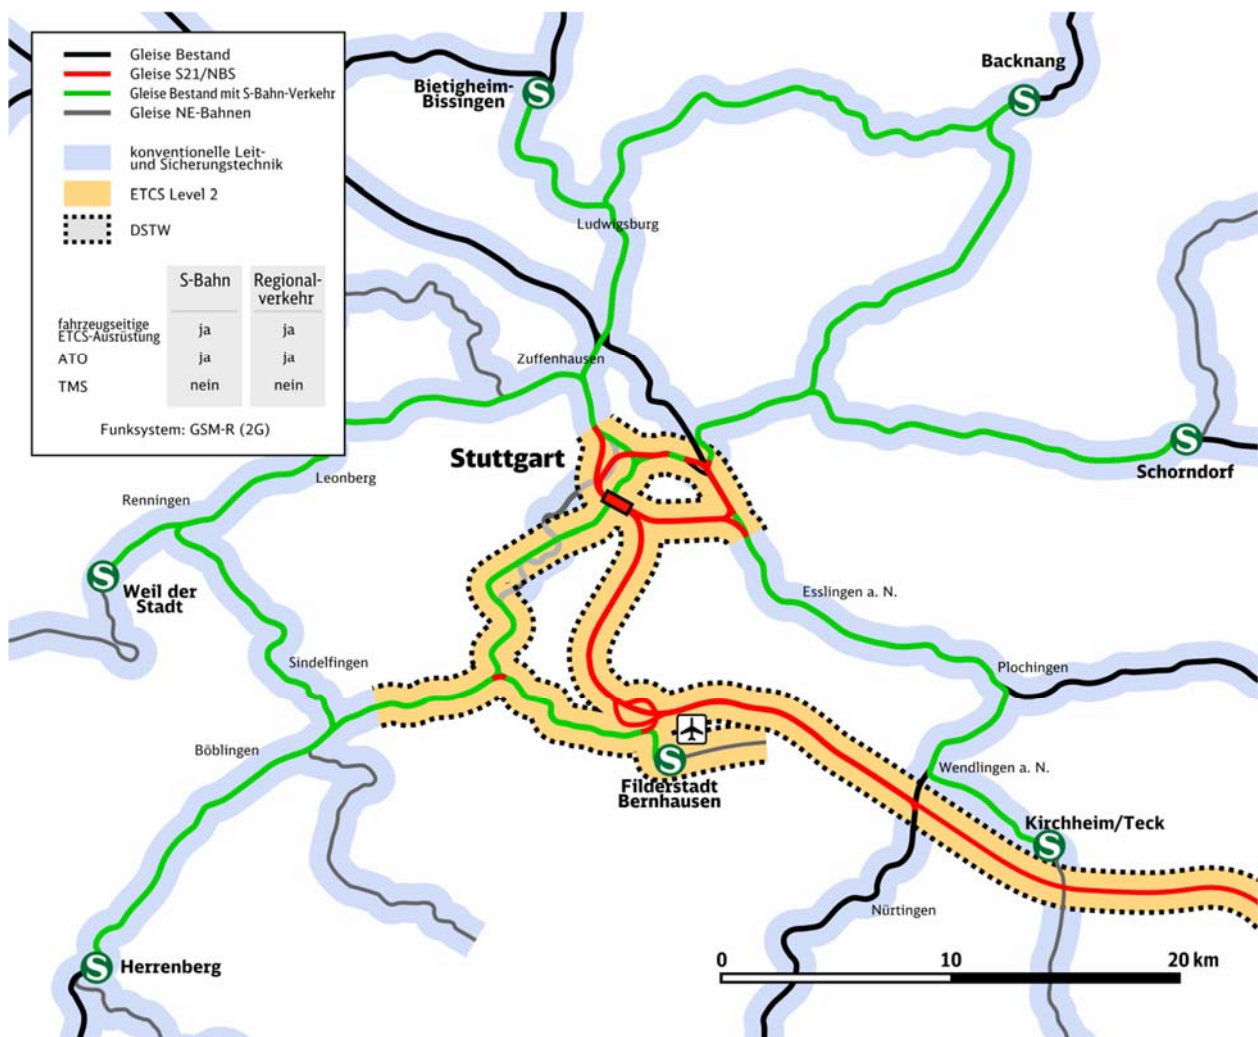 Gleise Bestand
Gleise S21/NBS
Gleise Bestand mit S-Bahn-Verkehr
Gleise NE-Bahnen
konventionelle Leit-
und Sicherungstechnik
ETCS Level 2
DSTW
S-Bahn
Regional-
verkehr
fahrzeugseitige
ETCS-Ausrüstung
ja
ja
ATO
ja
ja
TMS
nein
nein
Funksystem: GSM-R (2G)
Backnang
S
Bietigheim-
Bissingen
S
Ludwigsburg
Zuffenhausen
Stuttgart
S
Schorndorf
Leonberg
Renningen
S
Weil der
Stadt
Esslingen a. N.
Sindelfingen
Plochingen
Böblingen
S
Filderstadt
Bernhausen
Wendlingen a. N.
Kirchheim/Teck
S
Nürtingen
S
Herrenberg
0
10
20 km